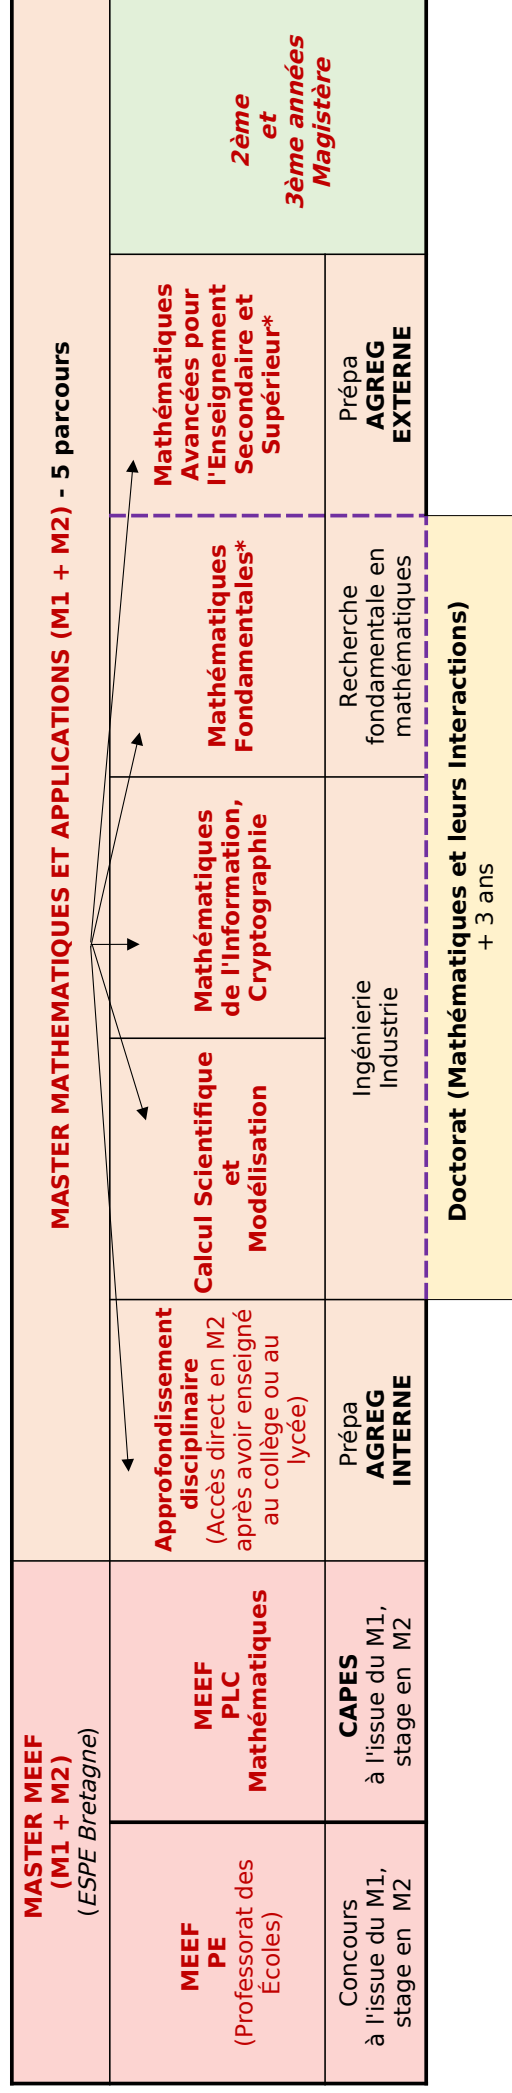 MASTER MEEF
(M1 + M2)
(ESPE Bretagne)
MASTER MATHEMATIQUES ET APPLICATIONS (M1 + M2) - 5 parcours
MEEF
PE
(Professorat des
Écoles)
MEEF
PLC
Mathématiques
Approfondissement
disciplinaire
(Accès direct en M2
après avoir enseigné
au collège ou au
lycée)
Calcul Scientifique
et
Modélisation
Mathématiques
de l'Information,
Cryptographie
Mathématiques
Fondamentales*
Mathématiques
Avancées pour
l'Enseignement
Secondaire et
Supérieur*
2ème
et
3ème années
Magistère
Concours
à l'issue du M1,
stage en M2
CAPES
à l'issue du M1,
stage en M2
Prépa
AGREG
INTERNE
Ingénierie
Industrie
Recherche
fondamentale en
mathématiques
Prépa
AGREG
EXTERNE
Doctorat (Mathématiques et leurs Interactions)
+ 3 ans